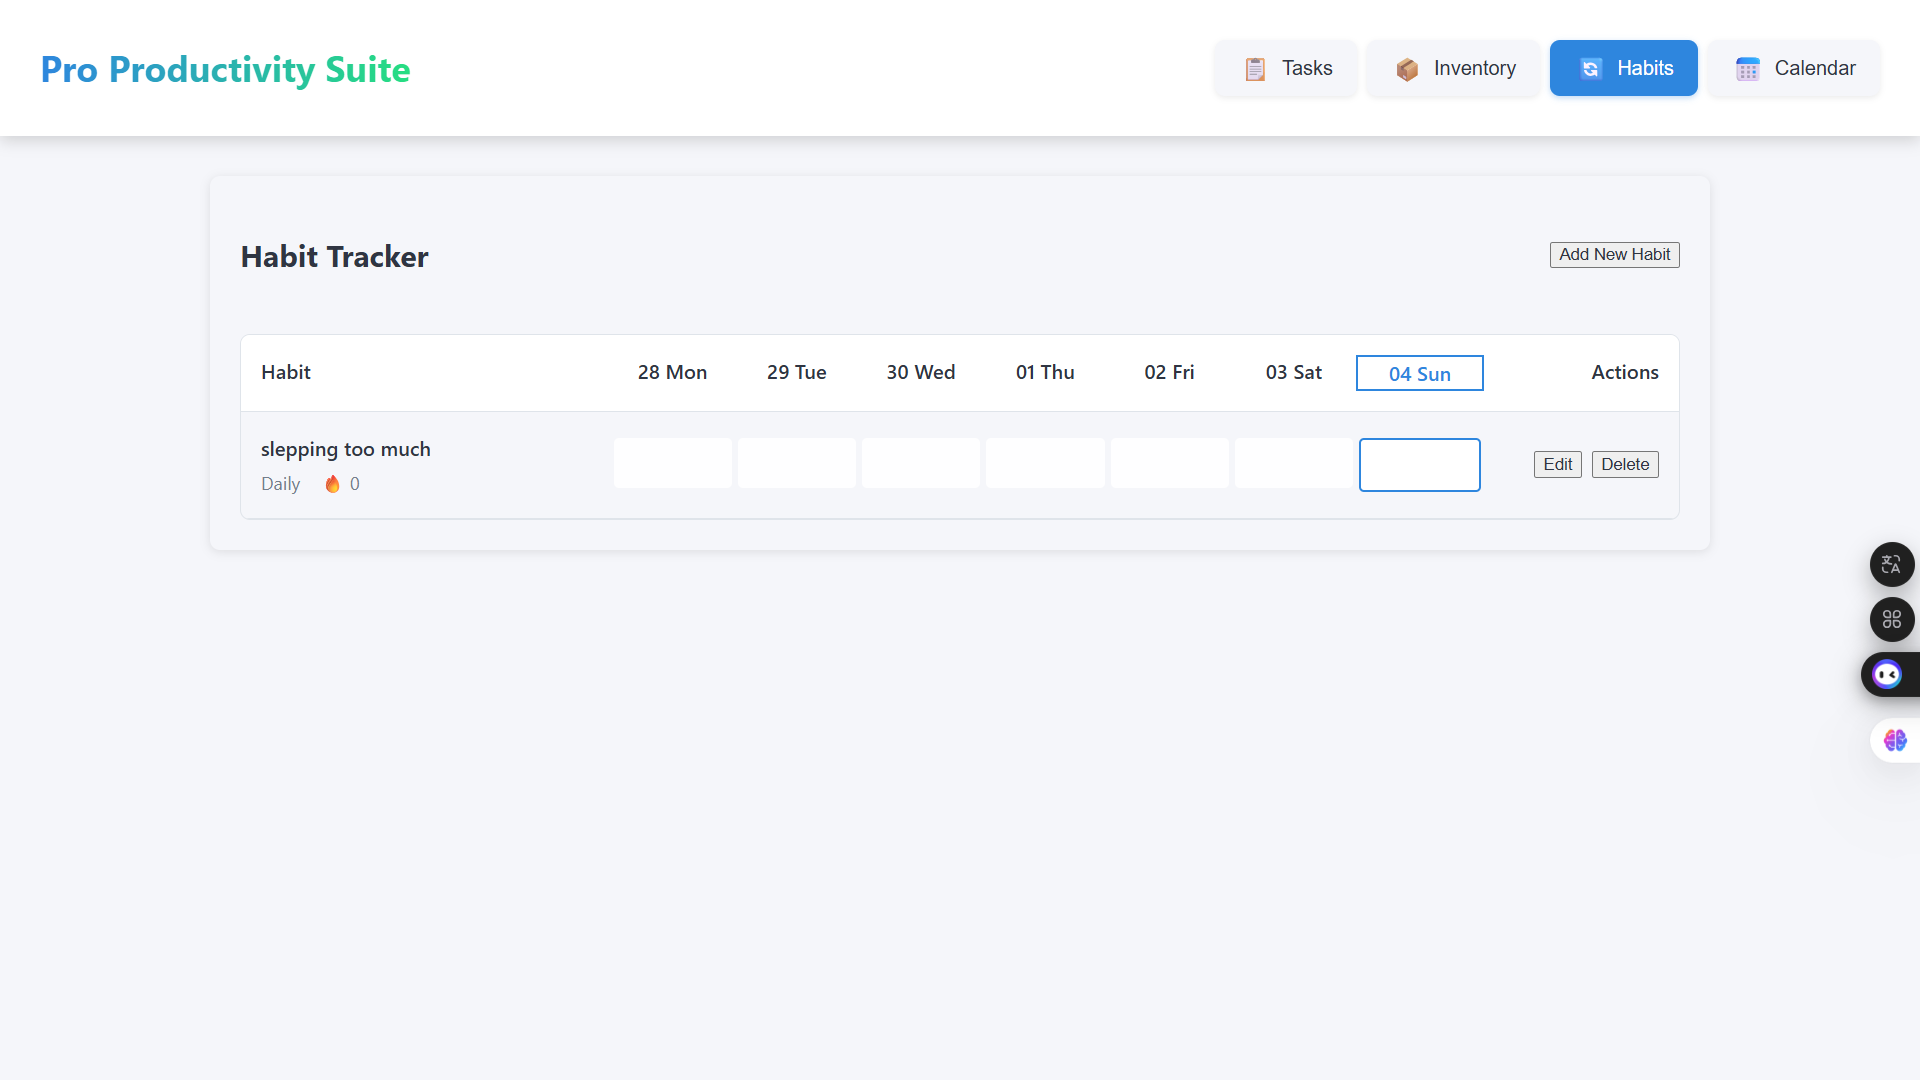 Pro Productivity Suite
Tasks
Inventory
Habits
Calendar
Habit Tracker
Add New Habit
Habit 28 Mon 29 Tue 30 Wed 01 Thu 02 Fri 03 Sat 04 Sun Actions
slepping too much
Daily 🔥 0
Edit Delete